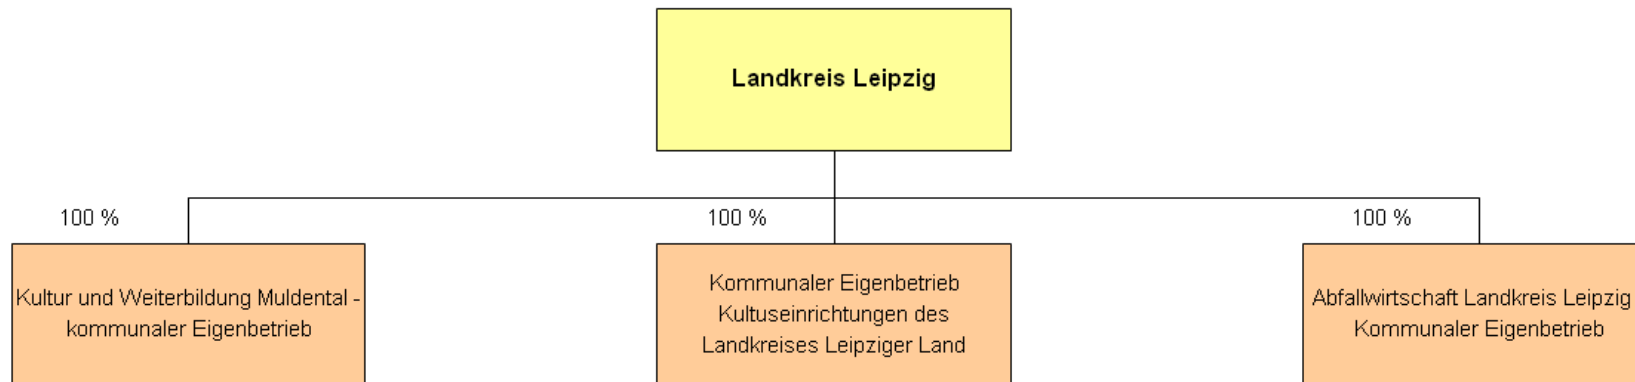 Landkreis Leipzig
100 %
100 %
100 %
Kultur und Weiterbildung Muldental -
kommunaler Eigenbetrieb
Kommunaler Eigenbetrieb
Kultuseinrichtungen des
Landkreises Leipziger Land
Abfallwirtschaft Landkreis Leipzig
Kommunaler Eigenbetrieb